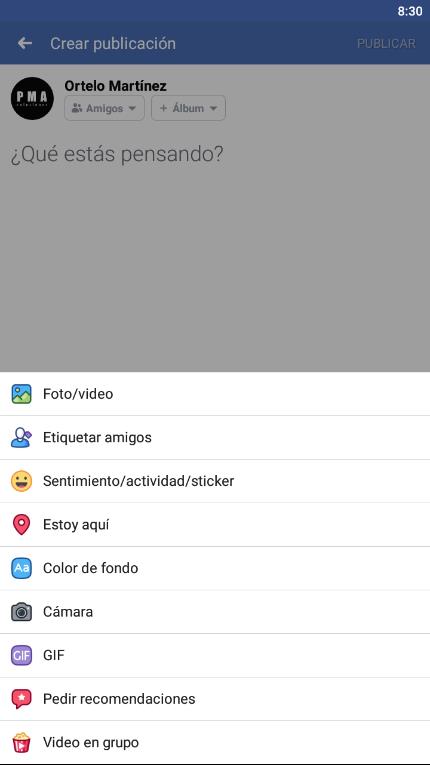 8:30
Crear publicación
PUBLICAR
PMA
Ortelo Martínez
Amigos
+ Álbum
¿Qué estás pensando?
Foto/video
Etiquetar amigos
Sentimiento/actividad/sticker
Estoy aquí
Aa Color de fondo
Cámara
GIF GIF
Pedir recomendaciones
Video en grupo